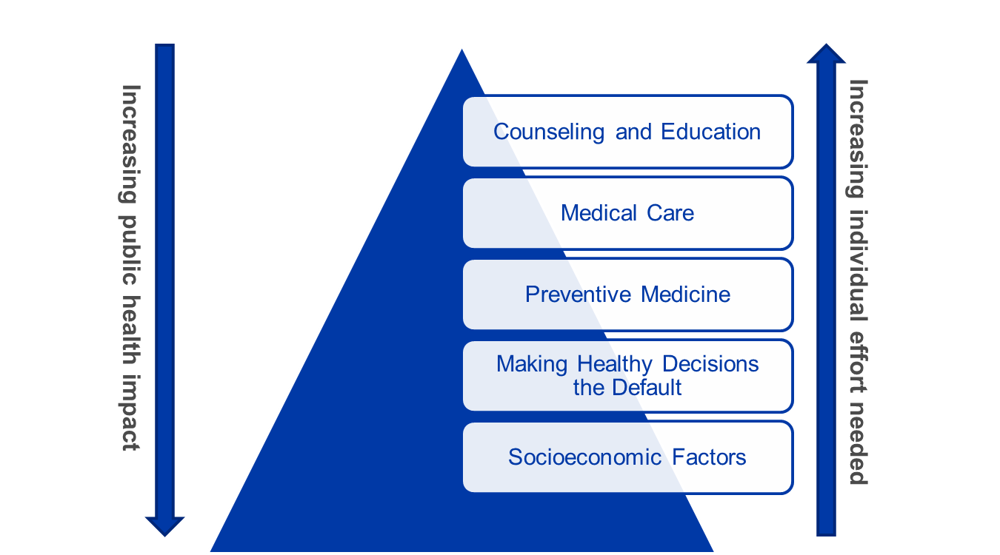 Increasing public health impact
Counseling and Education
Medical Care
Preventive Medicine
Making Healthy Decisions
the Default
Socioeconomic Factors
Increasing individual effort needed